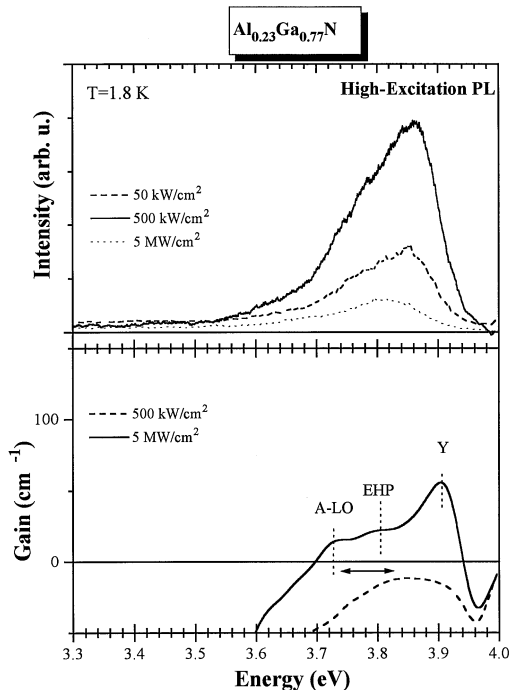 Al0.23Ga0.77N
T=1.8 K
High-Excitation PL
Intensity (arb. u.)
50 kW/cm2
500 kW/cm2
5 MW/cm2
Gain (cm-1)
100
0
500 kW/cm2
5 MW/cm2
A-LO
EHP
Y
3.3 3.4 3.5 3.6 3.7 3.8 3.9 4.0
Energy (eV)